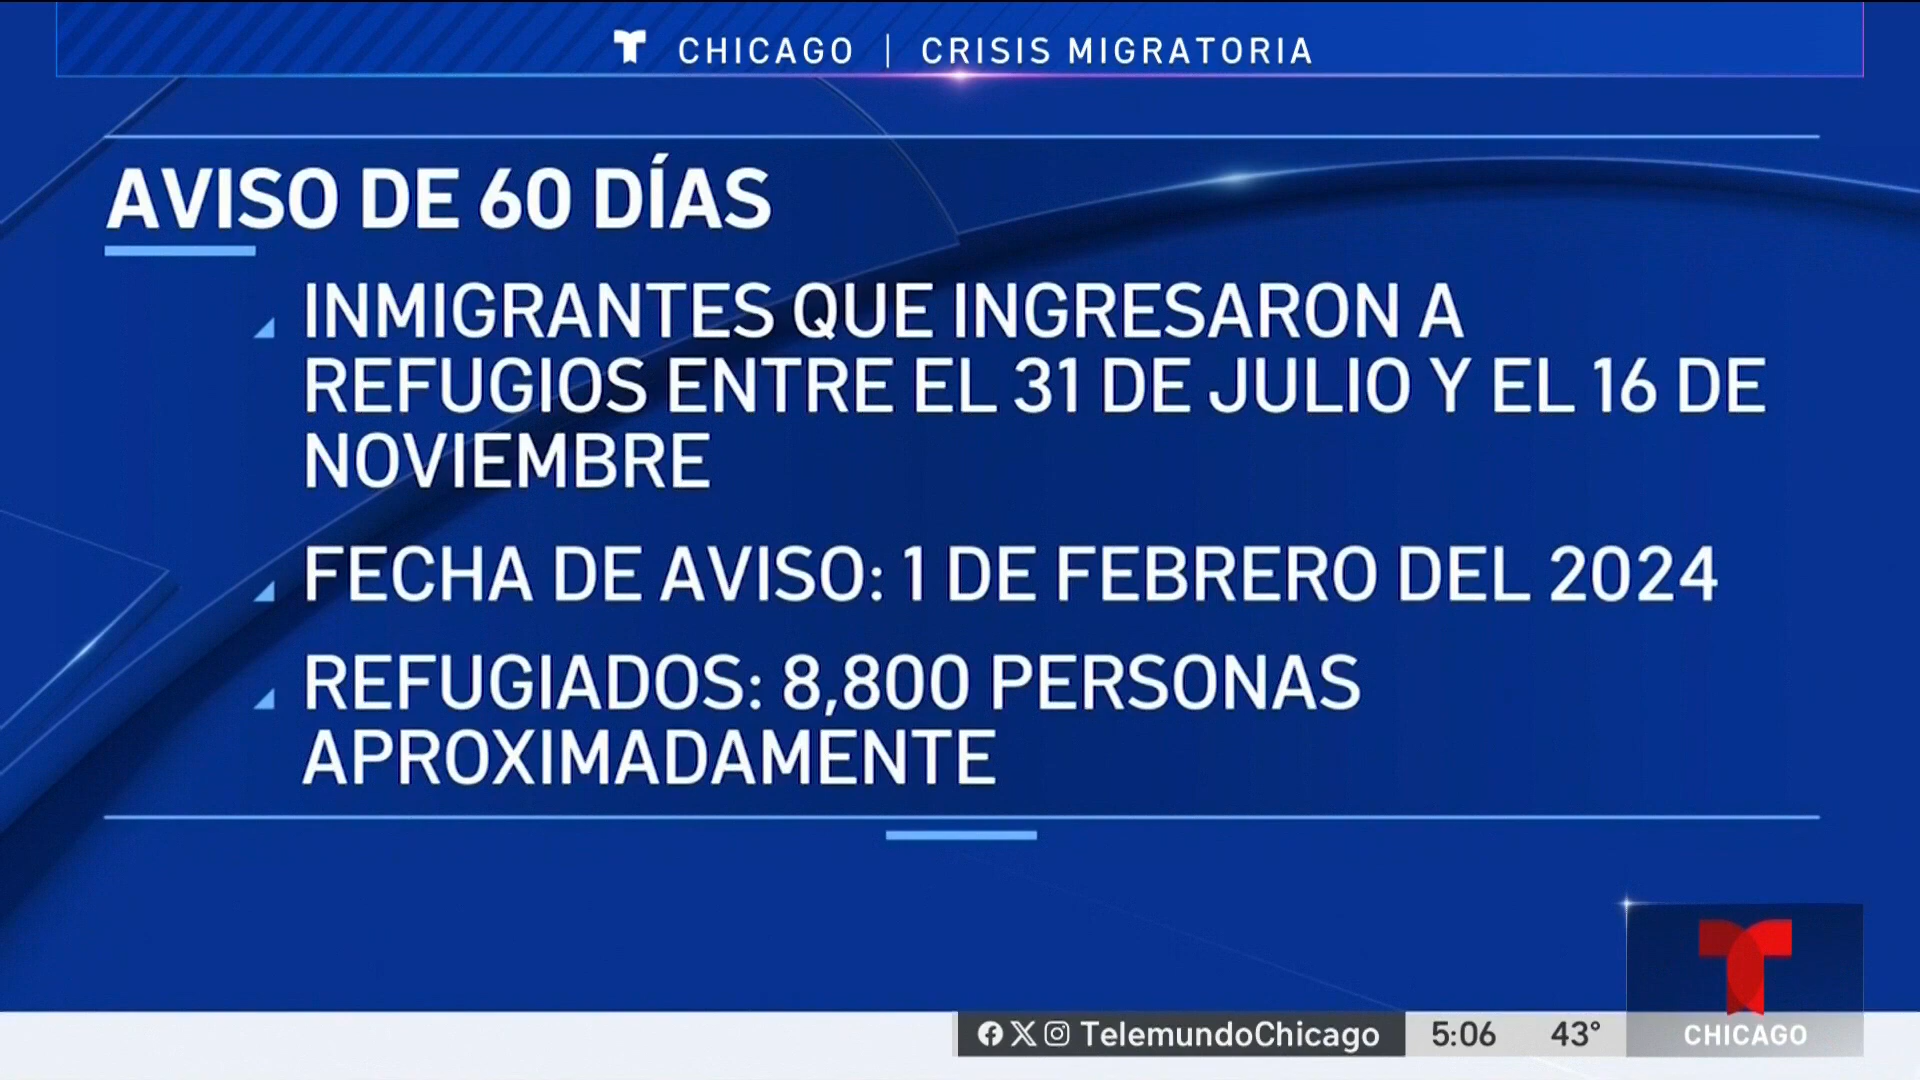 CHICAGO | CRISIS MIGRATORIA
AVISO DE 60 DÍAS
INMIGRANTES QUE INGRESARON A
REFUGIOS ENTRE EL 31 DE JULIO Y EL 16 DE
NOVIEMBRE
FECHA DE AVISO: 1 DE FEBRERO DEL 2024
REFUGIADOS: 8,800 PERSONAS
APROXIMADAMENTE
TelemundoChicago 5:06 43°
CHICAGO